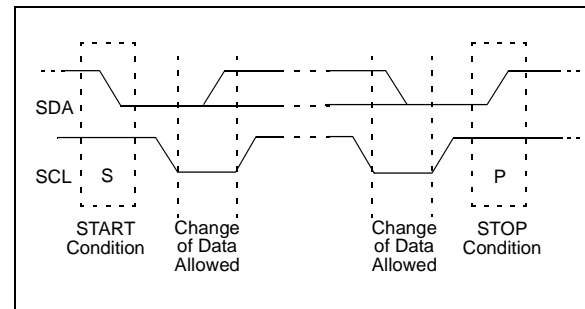 SDA
SCL
S
P
START
Condition
Change
of Data
Allowed
Change
of Data
Allowed
STOP
Condition